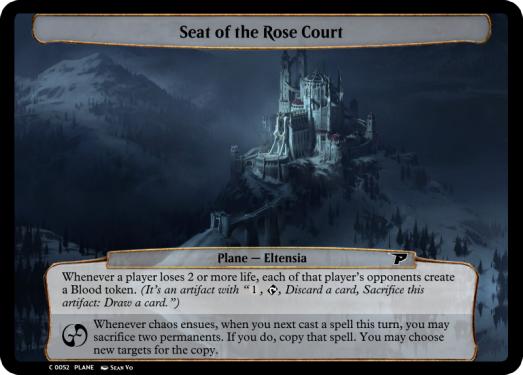 Seat of the Rose Court
Plane — Eltensia
Whenever a player loses 2 or more life, each of that player's opponents create
a Blood token. (It's an artifact with “1, , Discard a card, Sacrifice this
artifact: Draw a card.”)
Whenever chaos ensues, when you next cast a spell this turn, you may
sacrifice two permanents. If you do, copy that spell. You may choose
new targets for the copy.
C 0052 PLANE Sean Vo